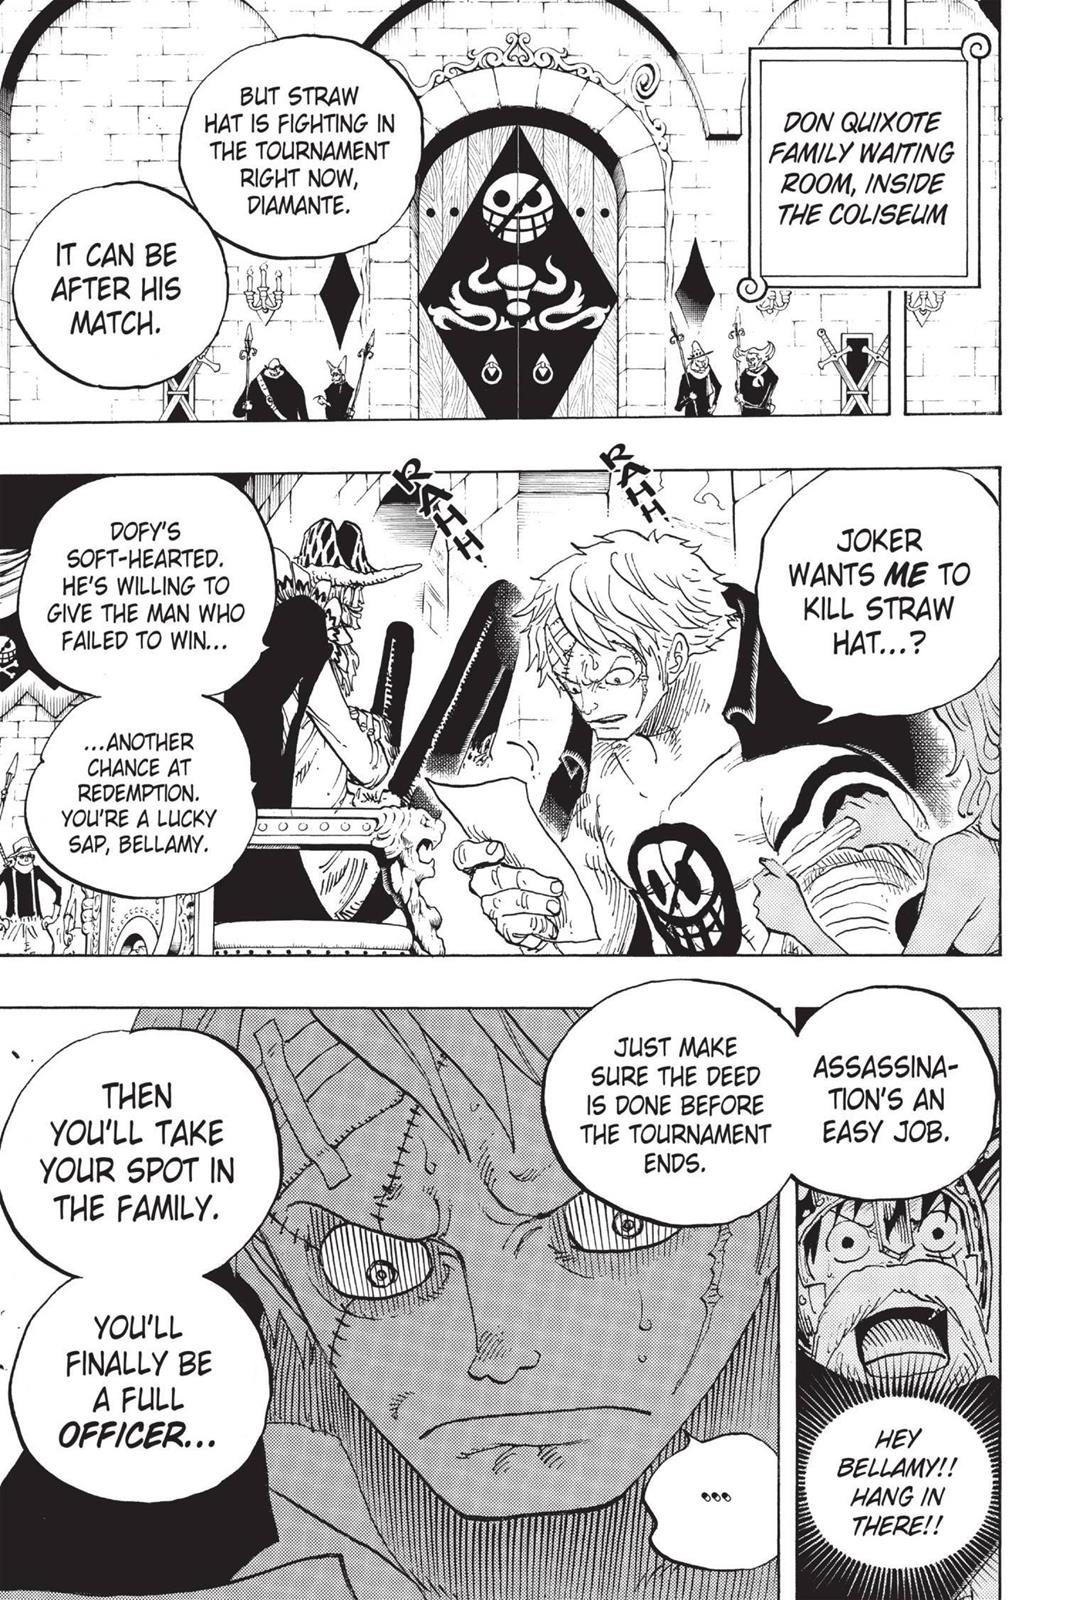 DON QUIXOTE
FAMILY WAITING
ROOM, INSIDE
THE COLISEUM
BUT STRAW
HAT IS FIGHTING IN
THE TOURNAMENT
RIGHT NOW,
DIAMANTE.
IT CAN BE
AFTER HIS
MATCH.
JOKER
WANTS ME TO
KILL STRAW
HAT...?
RAHH
RAHH
DOFY'S
SOFT-HEARTED.
HE'S WILLING TO
GIVE THE MAN WHO
FAILED TO WIN...
...ANOTHER
CHANCE AT
REDEMPTION.
YOU'RE A LUCKY
SAP, BELLAMY.
ASSASSINA-
TION'S AN
EASY JOB.
HEY
BELLAMY!!
HANG IN
THERE!!
JUST MAKE
SURE THE DEED
IS DONE BEFORE
THE TOURNAMENT
ENDS.
THEN
YOU'LL TAKE
YOUR SPOT IN
THE FAMILY.
YOU'LL
FINALLY BE
A FULL
OFFICER...
...